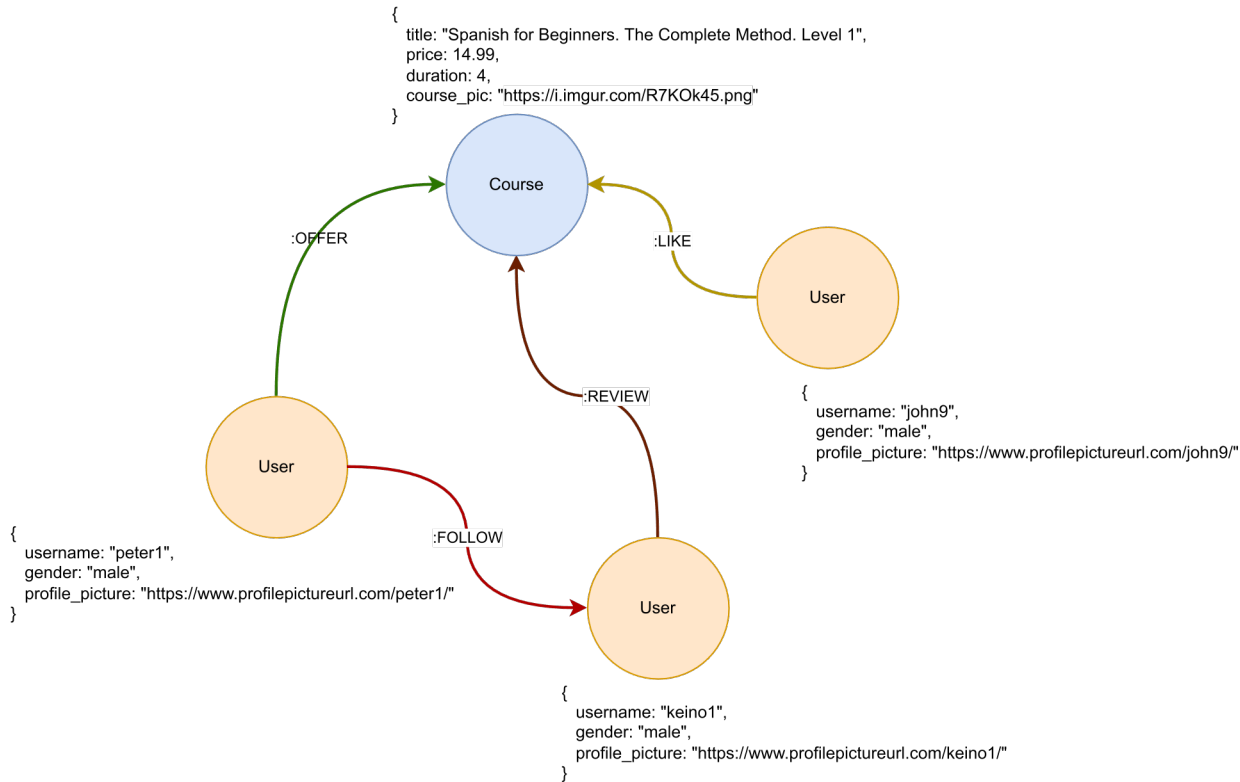 {
title: "Spanish for Beginners. The Complete Method. Level 1",
price: 14.99,
duration: 4,
course_pic: "https://i.imgur.com/R7KOk45.png"
}
Course
:OFFER
:LIKE
User
{
username: "john9",
gender: "male",
profile_picture: "https://www.profilepictureurl.com/john9/"
}
:REVIEW
User
{
username: "peter1",
gender: "male",
profile_picture: "https://www.profilepictureurl.com/peter1/"
}
:FOLLOW
User
{
username: "keino1",
gender: "male",
profile_picture: "https://www.profilepictureurl.com/keino1/"
}